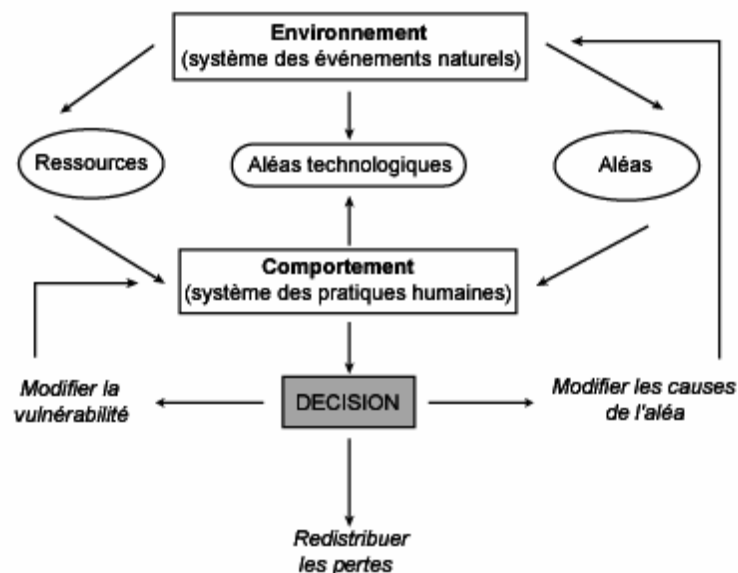 Environnement
(système des événements naturels)
Ressources
Aléas technologiques
Aléas
Comportement
(système des pratiques humaines)
Modifier la
vulnérabilité
DECISION
Modifier les causes
de l'aléa
Redistribuer
les pertes